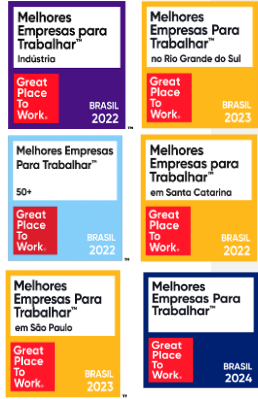 Melhores
Empresas para
Trabalhar™
Indústria
Great
Place
To
Work®
BRASIL
2022
™
Melhores
Empresas Para
Trabalhar™
no Rio Grande do Sul
Great
Place
To
Work®
BRASIL
2023
Melhores Empresas
Para Trabalhar™
50+
Great
Place
To
Work®
BRASIL
2022
™
Melhores
Empresas para
Trabalhar™
em Santa Catarina
Great
Place
To
Work®
BRASIL
2022
Melhores
Empresas Para
Trabalhar™
em São Paulo
Great
Place
To
Work®
BRASIL
2023
™
Melhores
Empresas Para
Trabalhar™
Great
Place
To
Work®
BRASIL
2024